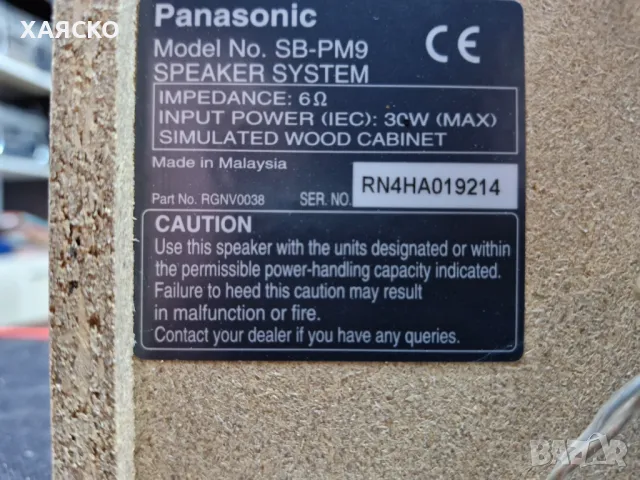 ХАЯСКО
Panasonic
Model No. SB-PM9
SPEAKER SYSTEM
CE
IMPEDANCE: 6Ω
INPUT POWER (IEC): 30W (MAX)
SIMULATED WOOD CABINET
Made in Malaysia
Part No. RGNV0038 SER. NO. RN4HA019214
CAUTION
Use this speaker with the units designated or within
the permissible power-handling capacity indicated.
Failure to heed this caution may result
in malfunction or fire.
Contact your dealer if you have any queries.
BAZAR